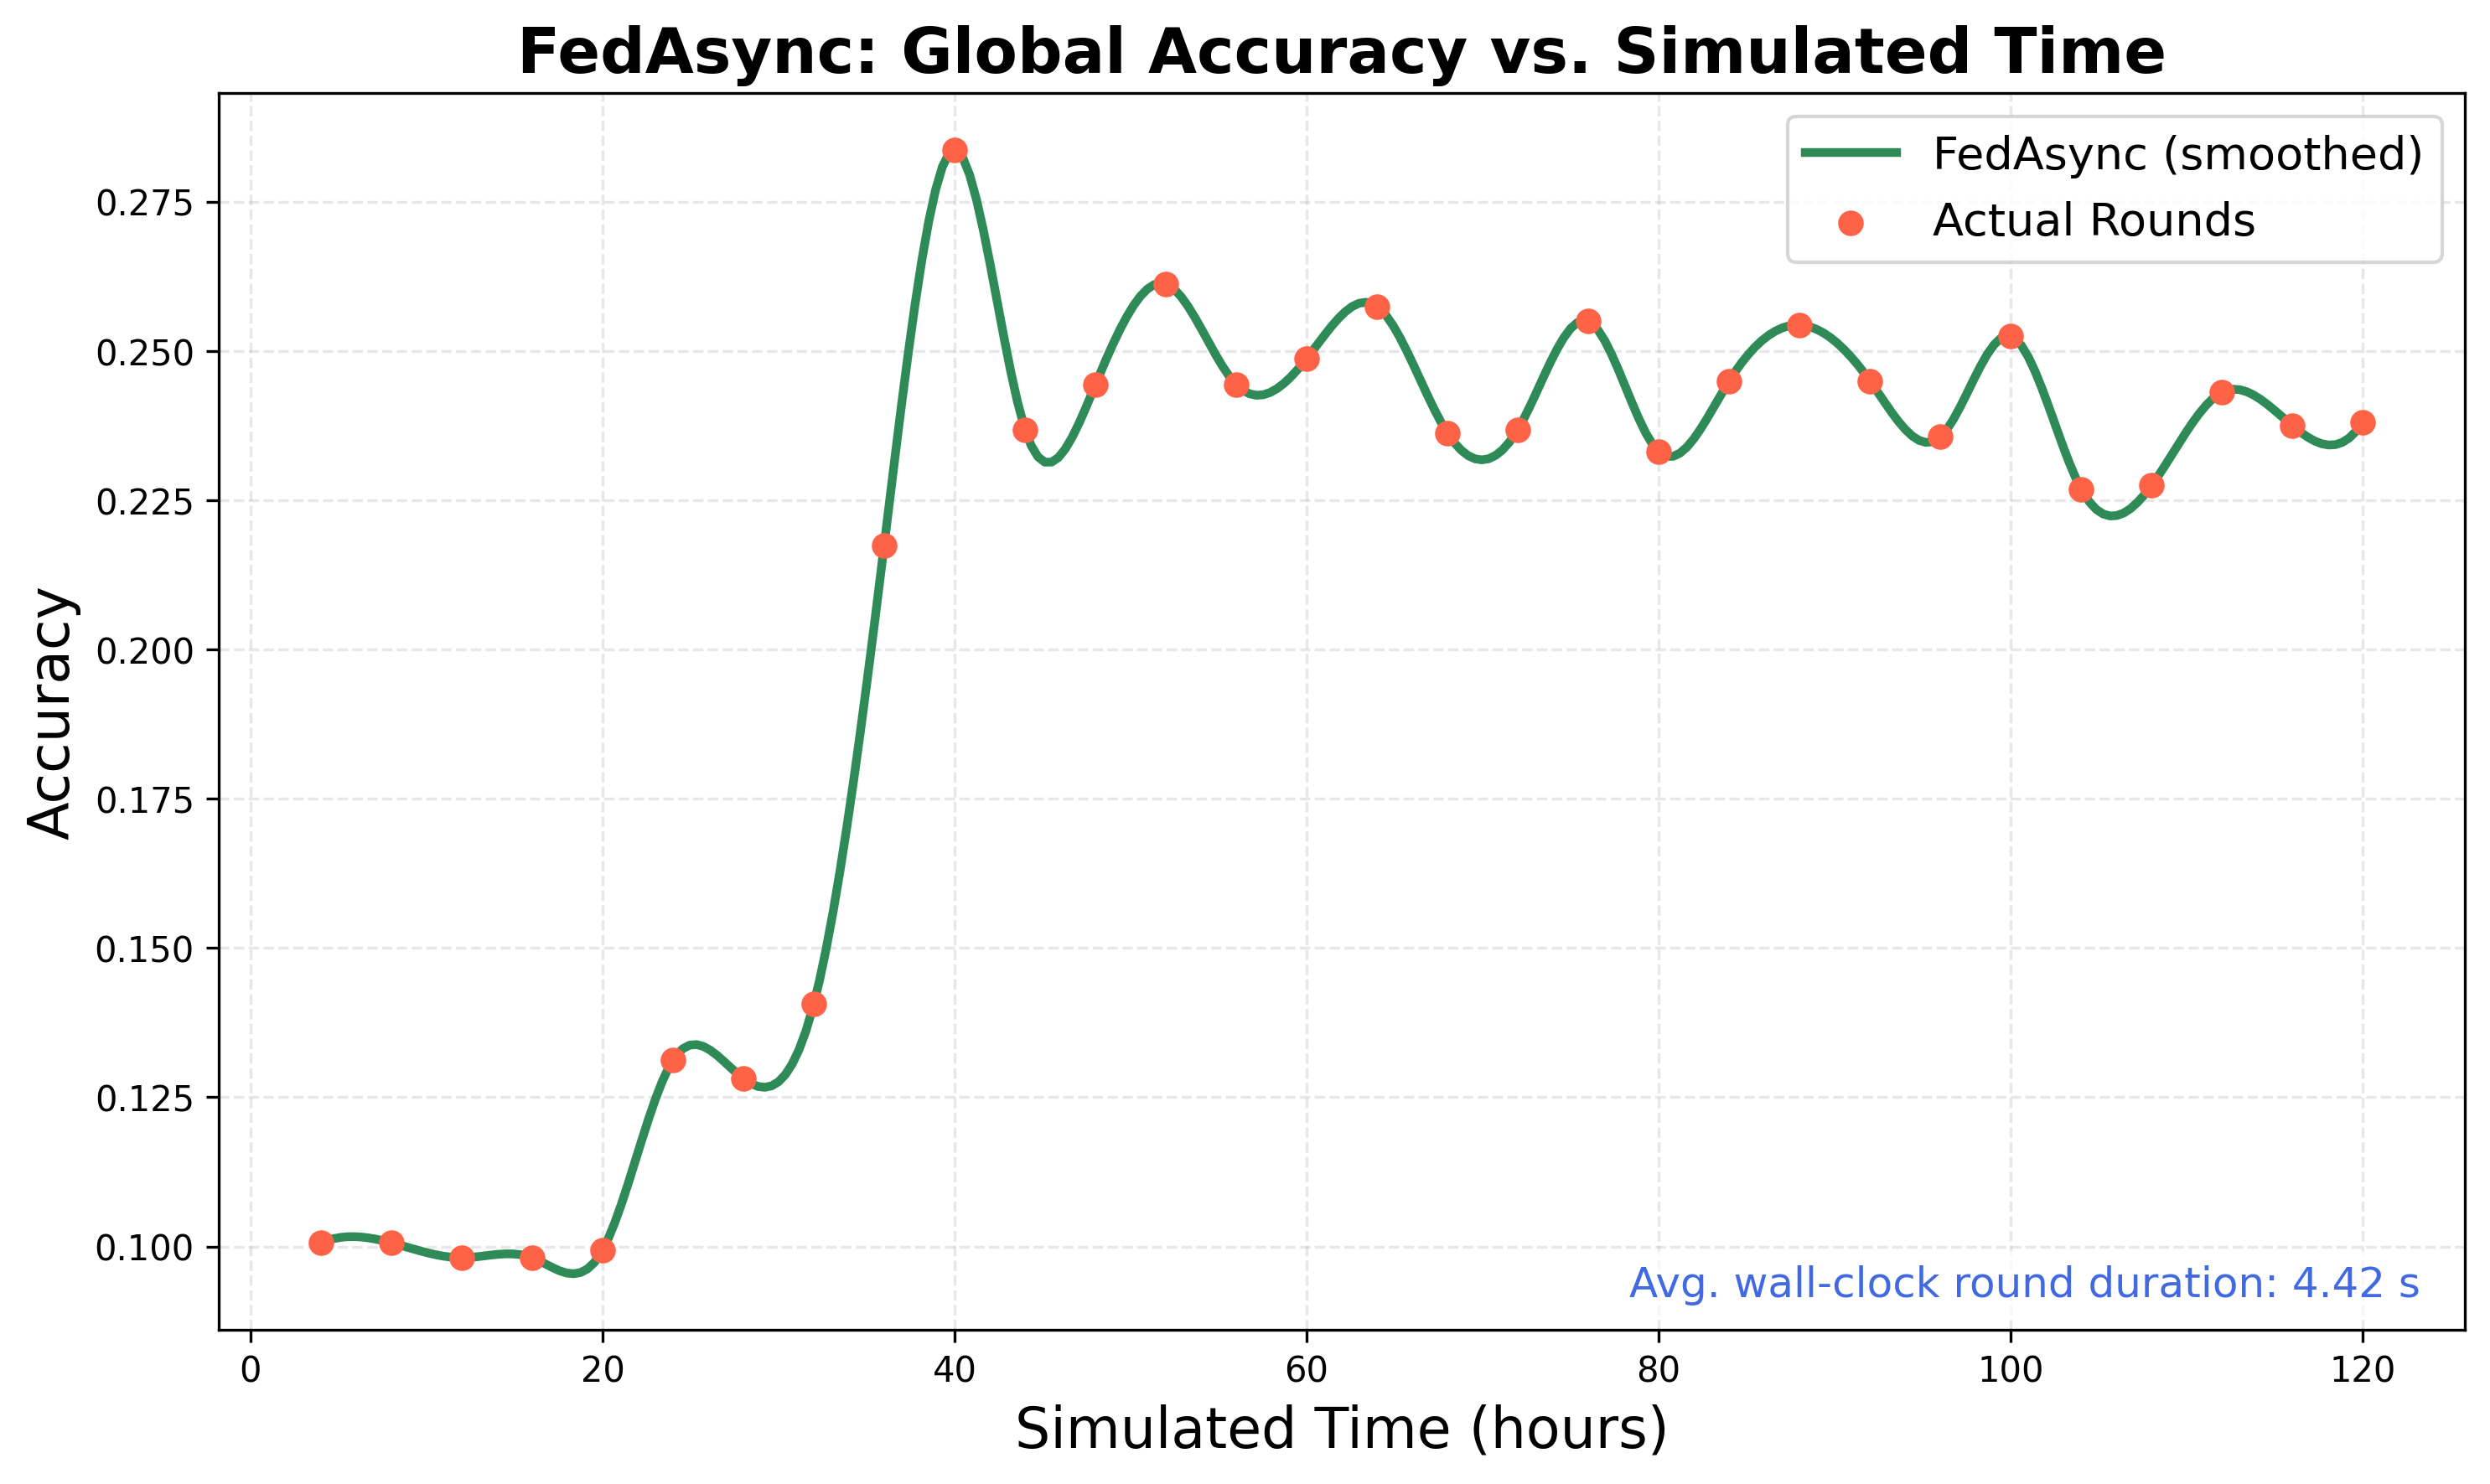 FedAsync: Global Accuracy vs. Simulated Time
FedAsync (smoothed)
Actual Rounds
Accuracy
0.275
0.250
0.225
0.200
0.175
0.150
0.125
0.100
Avg. wall-clock round duration: 4.42 s
0 20 40 60 80 100 120
Simulated Time (hours)